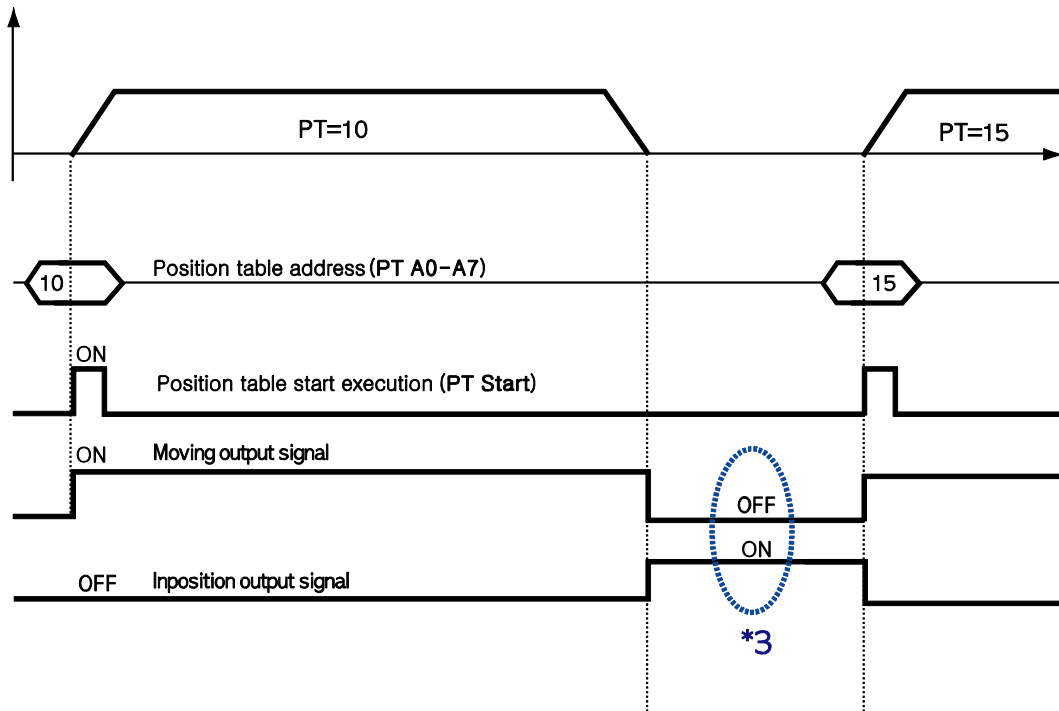 PT=10
PT=15
Position table address (PT A0-A7)
10
15
ON
Position table start execution (PT Start)
ON
Moving output signal
OFF
ON
OFF
Inposition output signal
*3